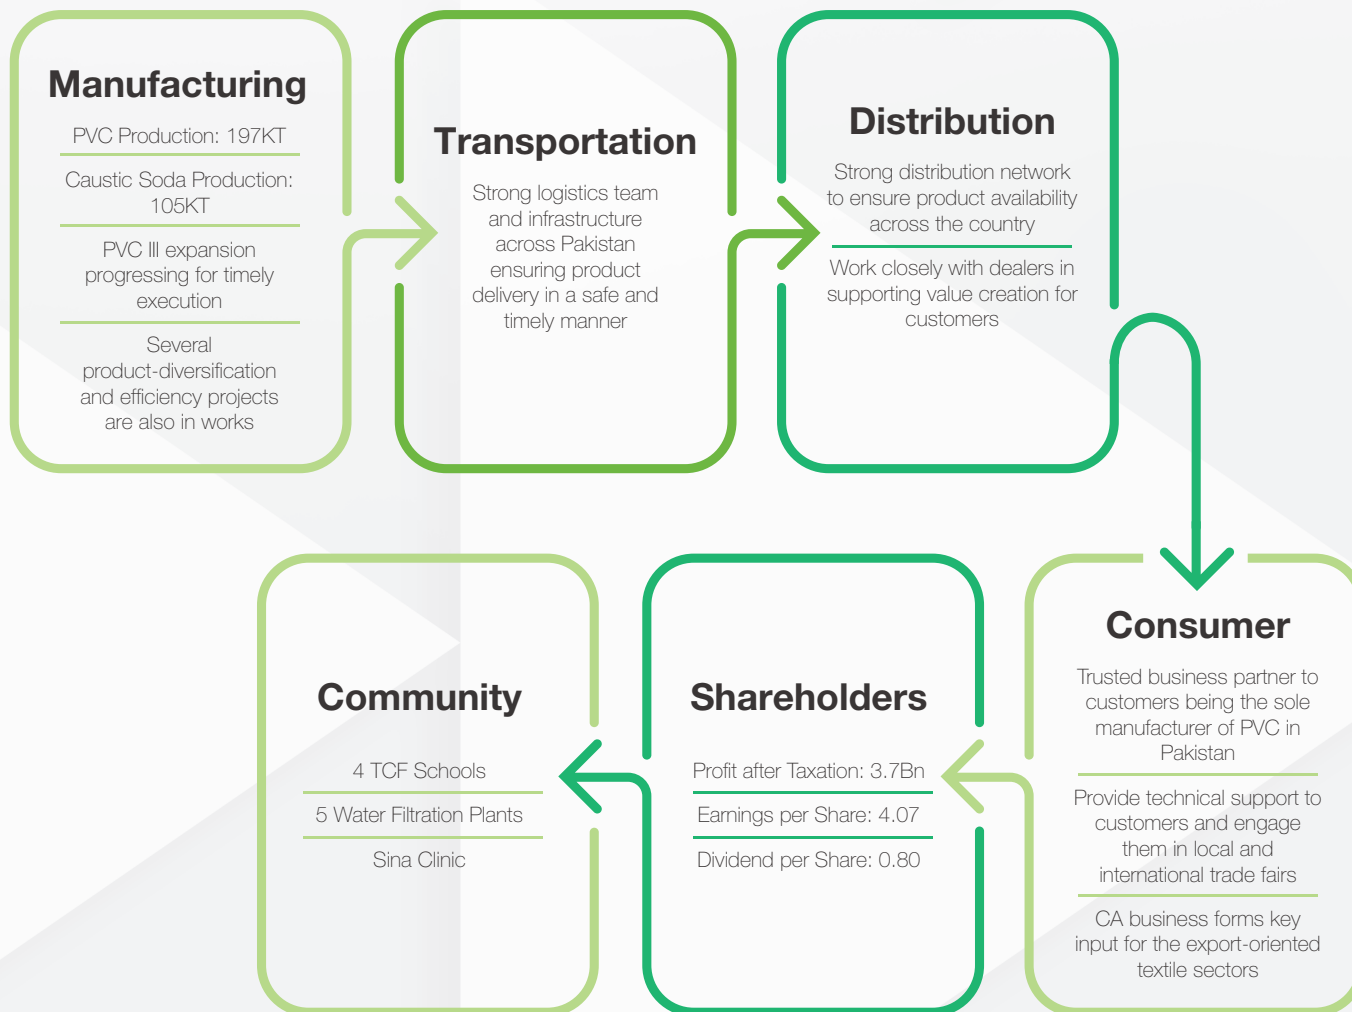 Manufacturing
PVC Production: 197KT
Caustic Soda Production:
105KT
PVC III expansion
progressing for timely
execution
Several
product-diversification
and efficiency projects
are also in works
Transportation
Strong logistics team
and infrastructure
across Pakistan
ensuring product
delivery in a safe and
timely manner
Distribution
Strong distribution network
to ensure product availability
across the country
Work closely with dealers in
supporting value creation for
customers
Consumer
Trusted business partner to
customers being the sole
manufacturer of PVC in
Pakistan
Provide technical support to
customers and engage
them in local and
international trade fairs
CA business forms key
input for the export-oriented
textile sectors
Shareholders
Profit after Taxation: 3.7Bn
Earnings per Share: 4.07
Dividend per Share: 0.80
Community
4 TCF Schools
5 Water Filtration Plants
Sina Clinic